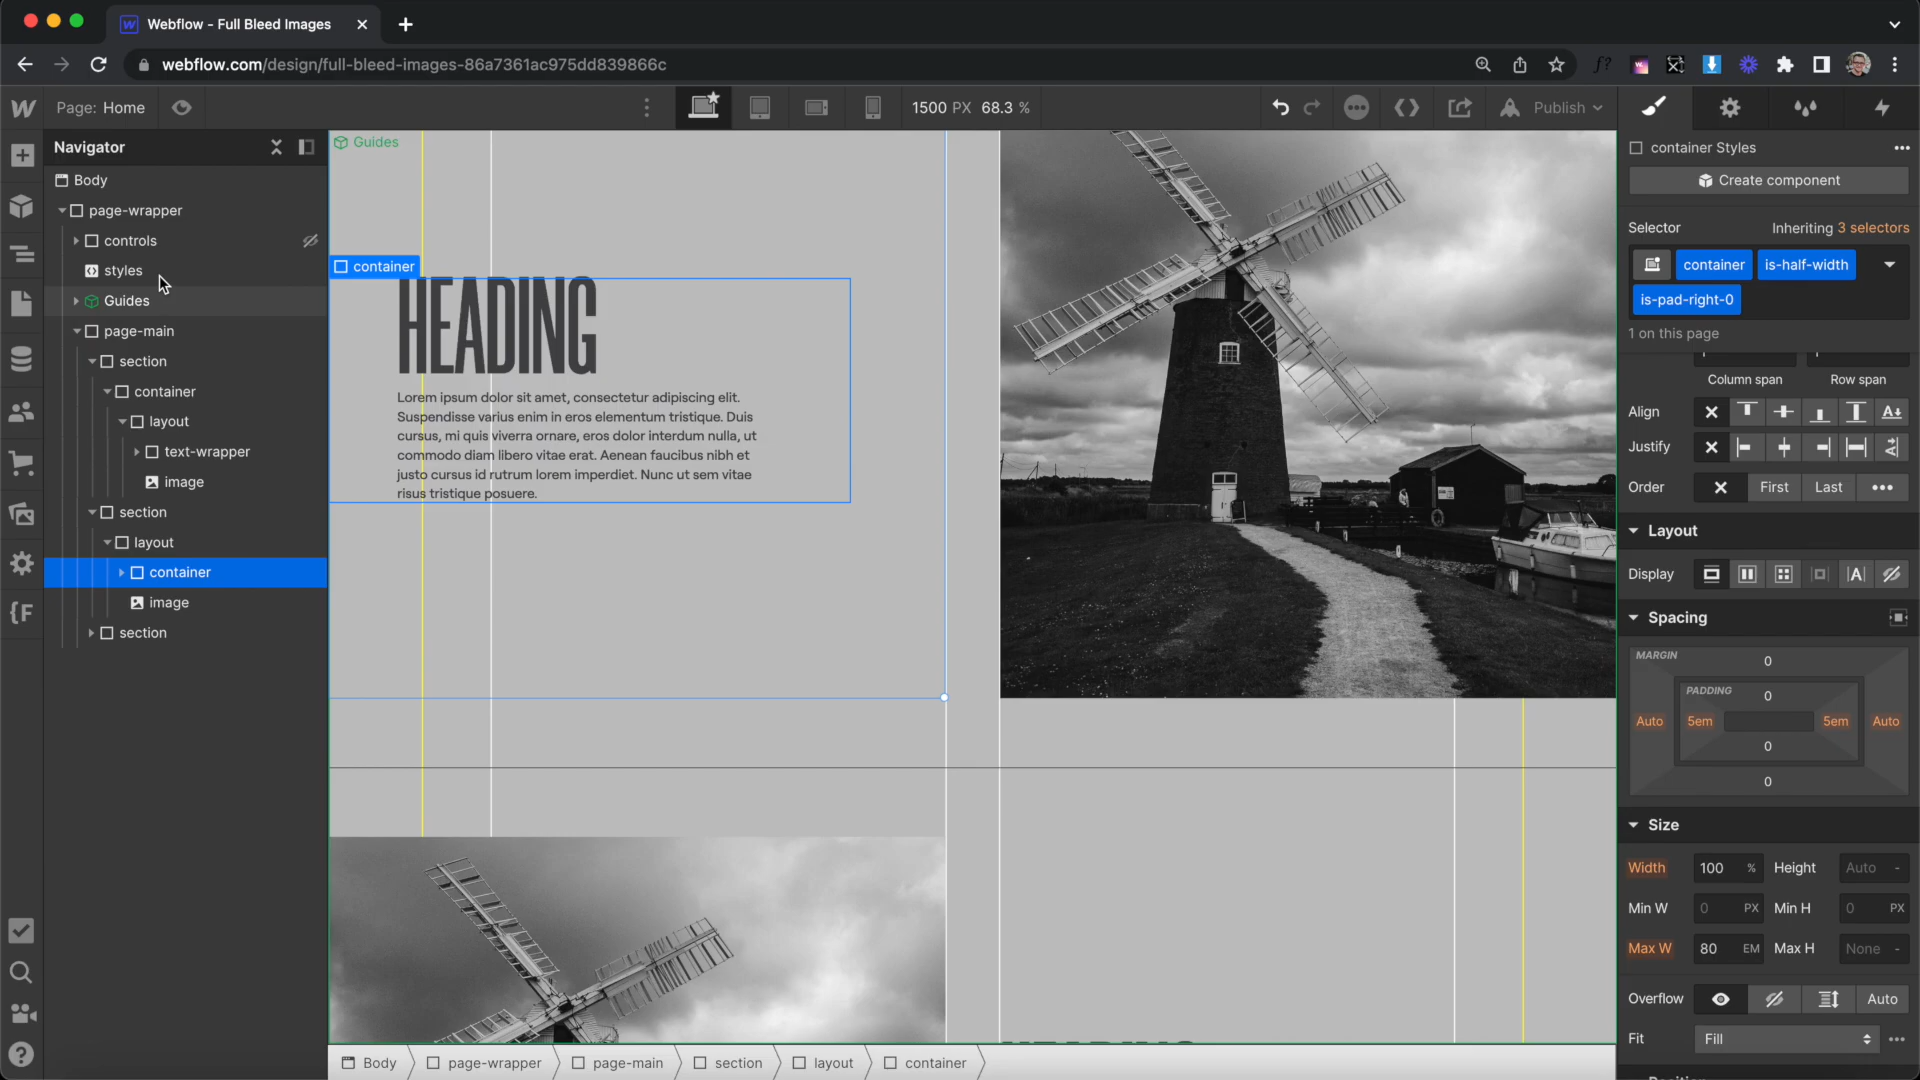 Webflow - Full Bleed Images
webflow.com/design/full-bleed-images-86a7361ac975dd839866c
Page: Home
1500 PX 68.3 %
Publish
Navigator
Body
page-wrapper
controls
styles
Guides
page-main
section
container
layout
text-wrapper
image
section
layout
container
image
section
Guides
container
HEADING
Lorem ipsum dolor sit amet, consectetur adipiscing elit.
Suspendisse varius enim in eros elementum tristique. Duis
cursus, mi quis viverra ornare, eros dolor interdum nulla, ut
commodo diam libero vitae erat. Aenean faucibus nibh et
justo cursus id rutrum lorem imperdiet. Nunc ut sem vitae
risus tristique posuere.
Body
page-wrapper
page-main
section
layout
container
container Styles
Create component
Selector
Inheriting 3 selectors
container
is-half-width
is-pad-right-0
1 on this page
Column span
Row span
Align
Justify
Order
First
Last
Layout
Display
Spacing
MARGIN
0
PADDING
0
Auto
5em
5em
Auto
0
0
Size
Width
100 %
Height
Auto -
Min W
0 PX
Min H
0 PX
Max W
80 EM
Max H
None -
Overflow
Auto
Fit
Fill